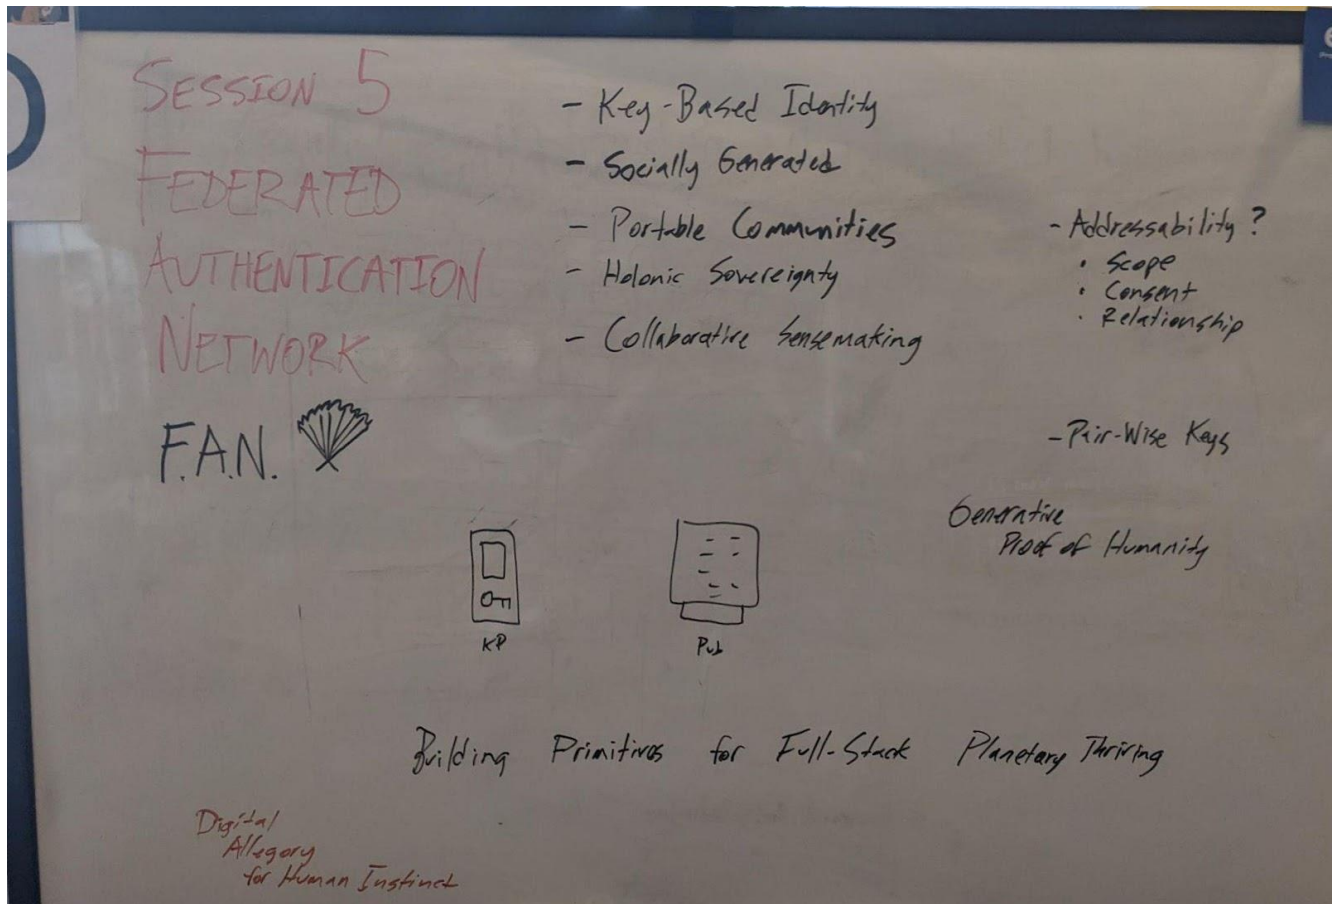 SESSION 5
FEDERATED
AUTHENTICATION
NETWORK
F.A.N.
- Key-Based Identity
- Socially Generated
- Portable Communities
- Holonic Sovereignty
- Collaborative Sensemaking
- Addressability?
• Scope
• Consent
• Relationship
- Pair-Wise Keys
Generative
Proof of Humanity
KP
Pub
Building Primitives for Full-Stack Planetary Thriving
Digital
Allegory
for Human Instinct